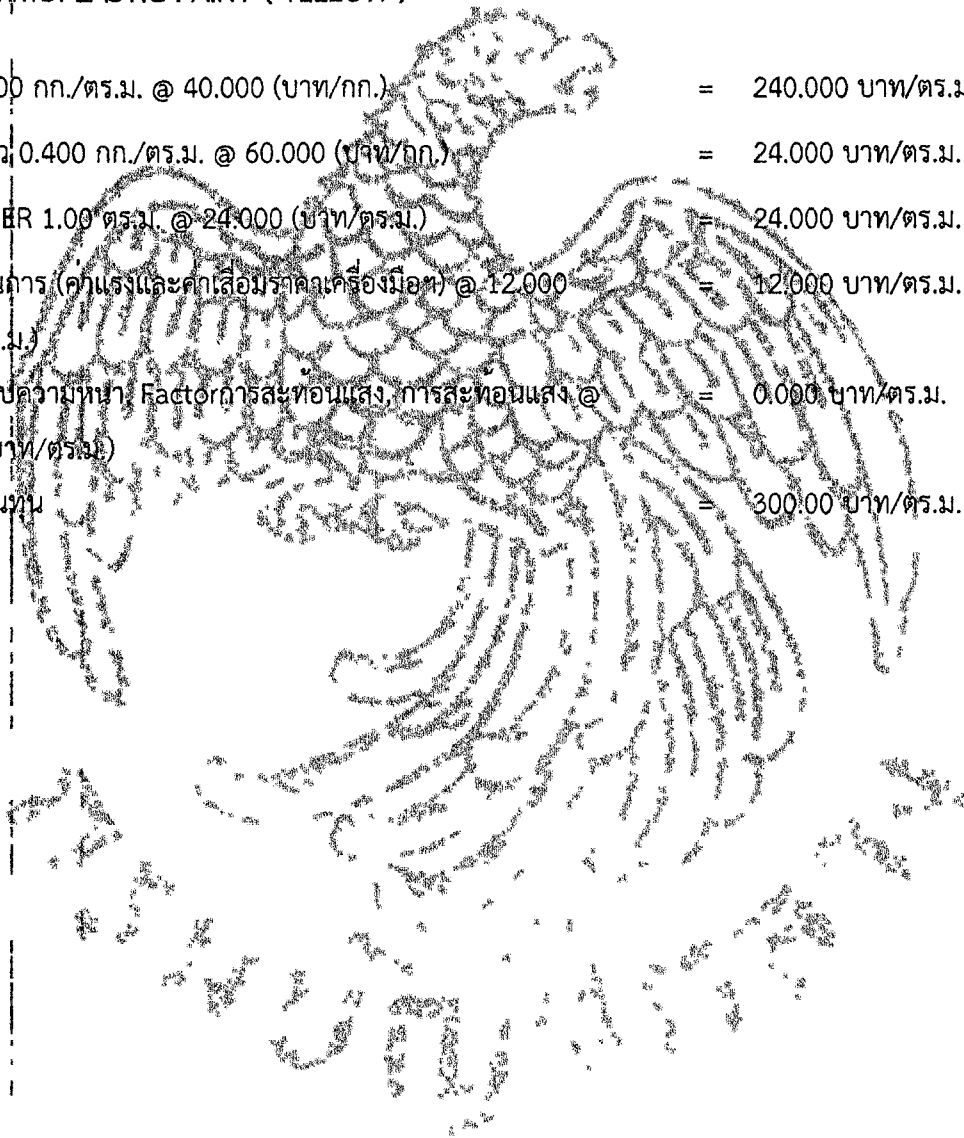 00 กก./ตร.ม. @ 40.000 (บาท/กก.) = 240.000 บาท/ตร.ม
0.400 กก./ตร.ม. @ 60.000 (บาท/กก.) = 24.000 บาท/ตร.ม.
ER 1.00 ตร.ม. @ 24.000 (บาท/ตร.ม.) = 24.000 บาท/ตร.ม.
การ (ค่าแรงและค่าเสื่อมราคาเครื่องมือฯ) @ 12.000 = 12.000 บาท/ตร.ม.
.ม.)
ความหนา, Factorการสะท้อนแสง, การสะท้อนแสง @ = 0.000 บาท/ตร.ม.
บาท/ตร.ม.)
นทุน = 300.00 บาท/ตร.ม.